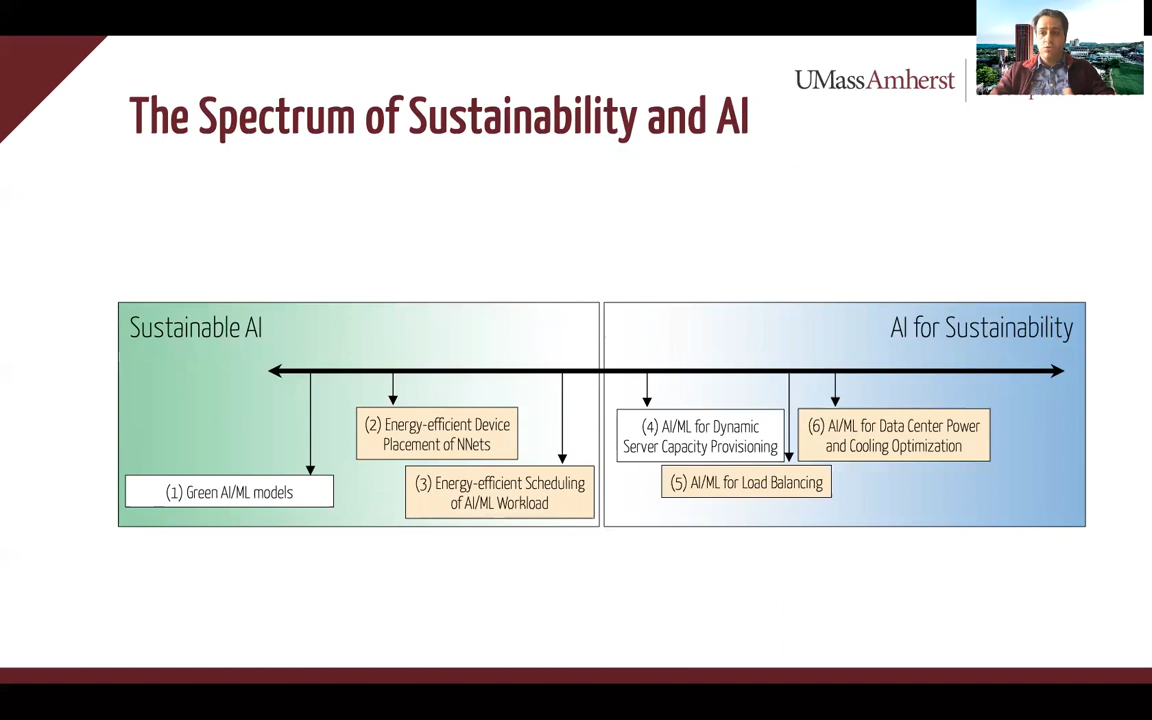 UMassAmherst
The Spectrum of Sustainability and AI
Sustainable AI
AI for Sustainability
(1) Green AI/ML models
(2) Energy-efficient Device
Placement of NNets
(3) Energy-efficient Scheduling
of AI/ML Workload
(4) AI/ML for Dynamic
Server Capacity Provisioning
(5) AI/ML for Load Balancing
(6) AI/ML for Data Center Power
and Cooling Optimization